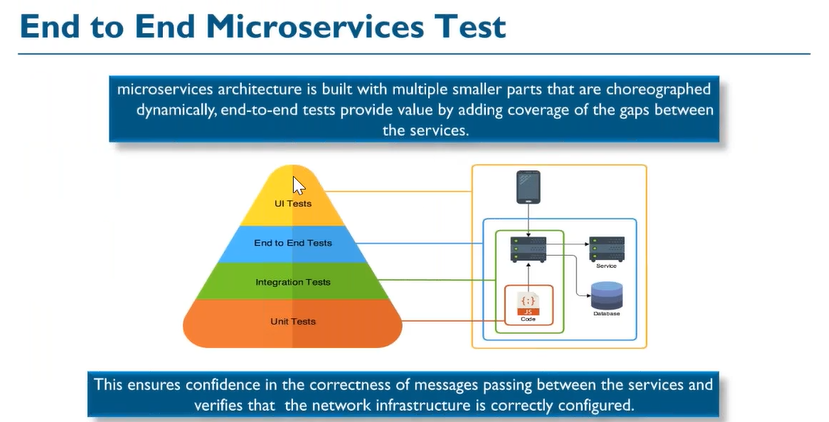 End to End Microservices Test
microservices architecture is built with multiple smaller parts that are choreographed
dynamically, end-to-end tests provide value by adding coverage of the gaps between
the services.
UI Tests
End to End Tests
Integration Tests
Unit Tests
{:}
JS
Code
Service
Database
This ensures confidence in the correctness of messages passing between the services and
verifies that the network infrastructure is correctly configured.